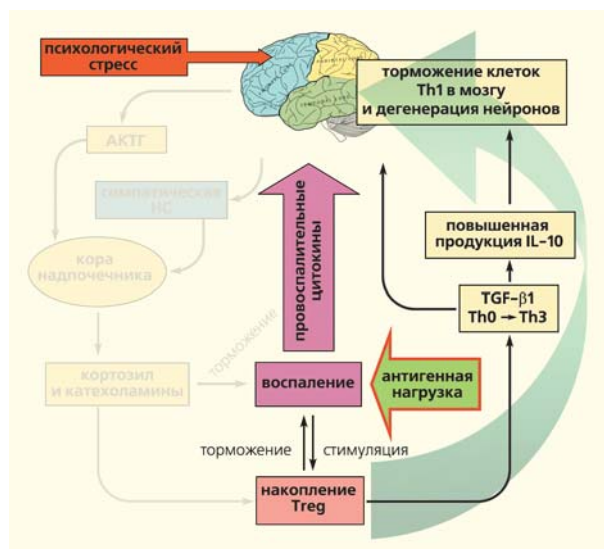 психологический
стресс
торможение клеток
Th1 в мозгу
и дегенерация нейронов
АКТГ
симпатическая
НС
провоспалительные
цитокины
повышенная
продукция IL–10
кора
надпочечника
TGF–β1
Th0 → Th3
торможение
кортозил
и катехоламины
воспаление
антигенная
нагрузка
торможение
стимуляция
накопление
Treg